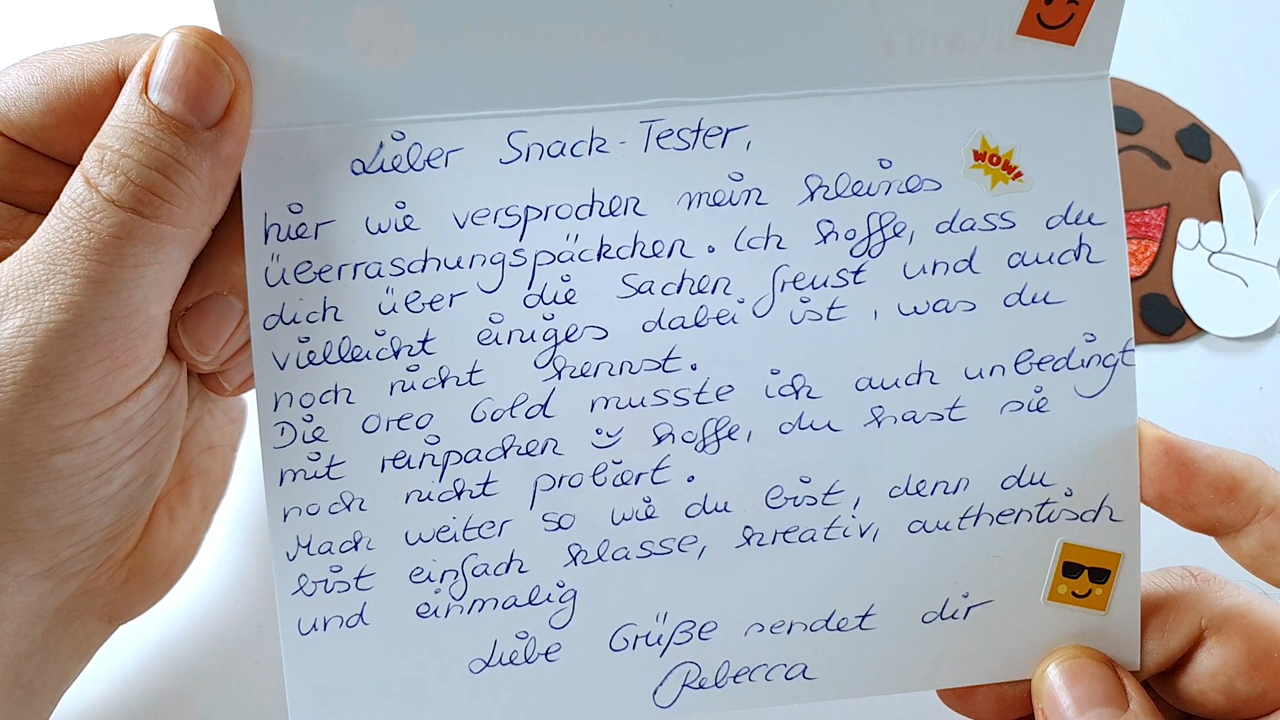 Lieber Snack-Tester,
WOW!
hier wie versprochen mein kleines
überraschungspäckchen. Ich hoffe, dass du
dich über die Sachen freust und auch
vielleicht einiges dabei ist, was du
noch nicht kennst.
Die Oreo Gold musste ich auch unbedingt
mit reinpacken hoffe, du hast sie
noch nicht probiert.
Mach weiter so wie du bist, denn du
bist einfach klasse, kreativ, authentisch
und einmalig
Liebe Grüße sendet dir
Rebecca